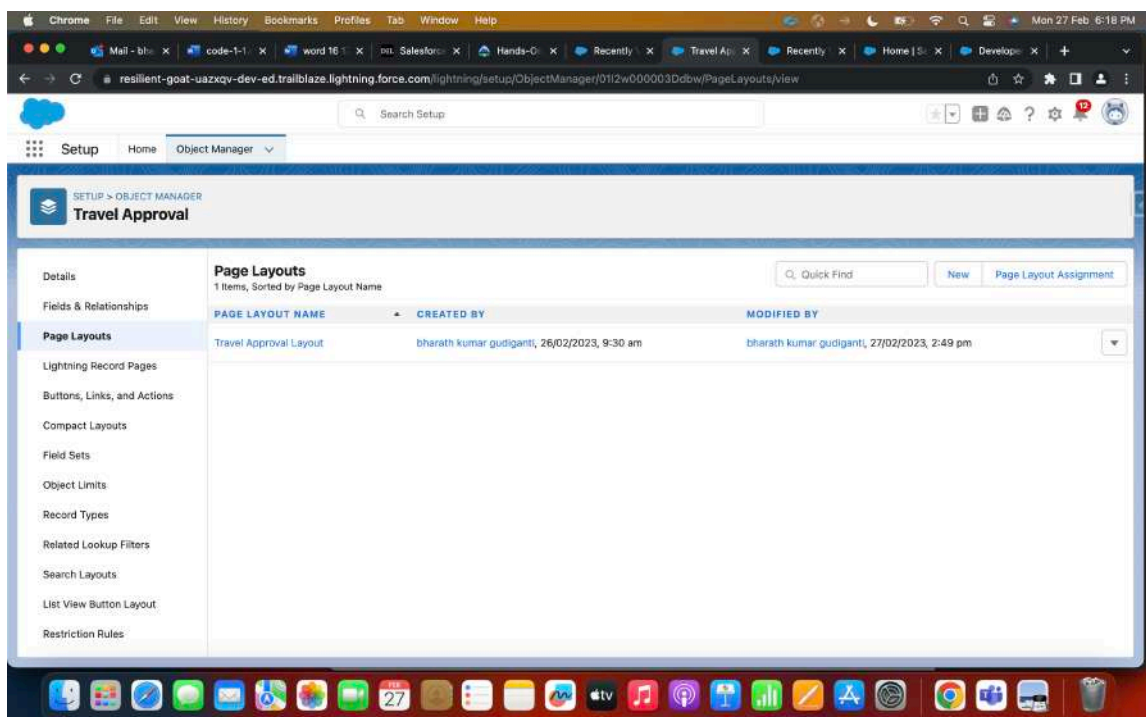 Chrome File Edit View History Bookmarks Profiles Tab Window Help Mon 27 Feb 6:18 PM
Mail - bh code-1-1 word 16 Salesforc Hands-O Recently Travel Ap Recently Home | S Develope
resilient-goat-uazxqv-dev-ed.trailblaze.lightning.force.com/lightning/setup/ObjectManager/01I2w000003Ddbw/PageLayouts/view
Search Setup
12
Setup Home Object Manager
SETUP > OBJECT MANAGER
Travel Approval
Details
Fields & Relationships
Page Layouts
Lightning Record Pages
Buttons, Links, and Actions
Compact Layouts
Field Sets
Object Limits
Record Types
Related Lookup Filters
Search Layouts
List View Button Layout
Restriction Rules
Page Layouts
1 Items, Sorted by Page Layout Name
Quick Find New Page Layout Assignment
PAGE LAYOUT NAME CREATED BY MODIFIED BY
Travel Approval Layout bharath kumar gudiganti, 26/02/2023, 9:30 am bharath kumar gudiganti, 27/02/2023, 2:49 pm
FEB
27
tv